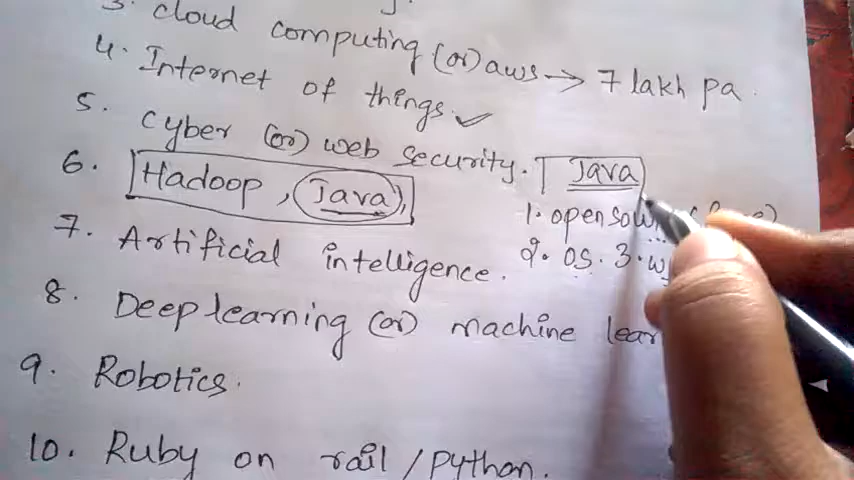 3. cloud computing (or) aws → 7 lakh pa.
4. Internet of things. ✓
5. cyber (or) web security.
6. Hadoop, Java,
Java
1. open
2. OS. 3.
7. Artificial intelligence.
8. Deep learning (or) machine
9. Robotics.
10. Ruby on rail / python.